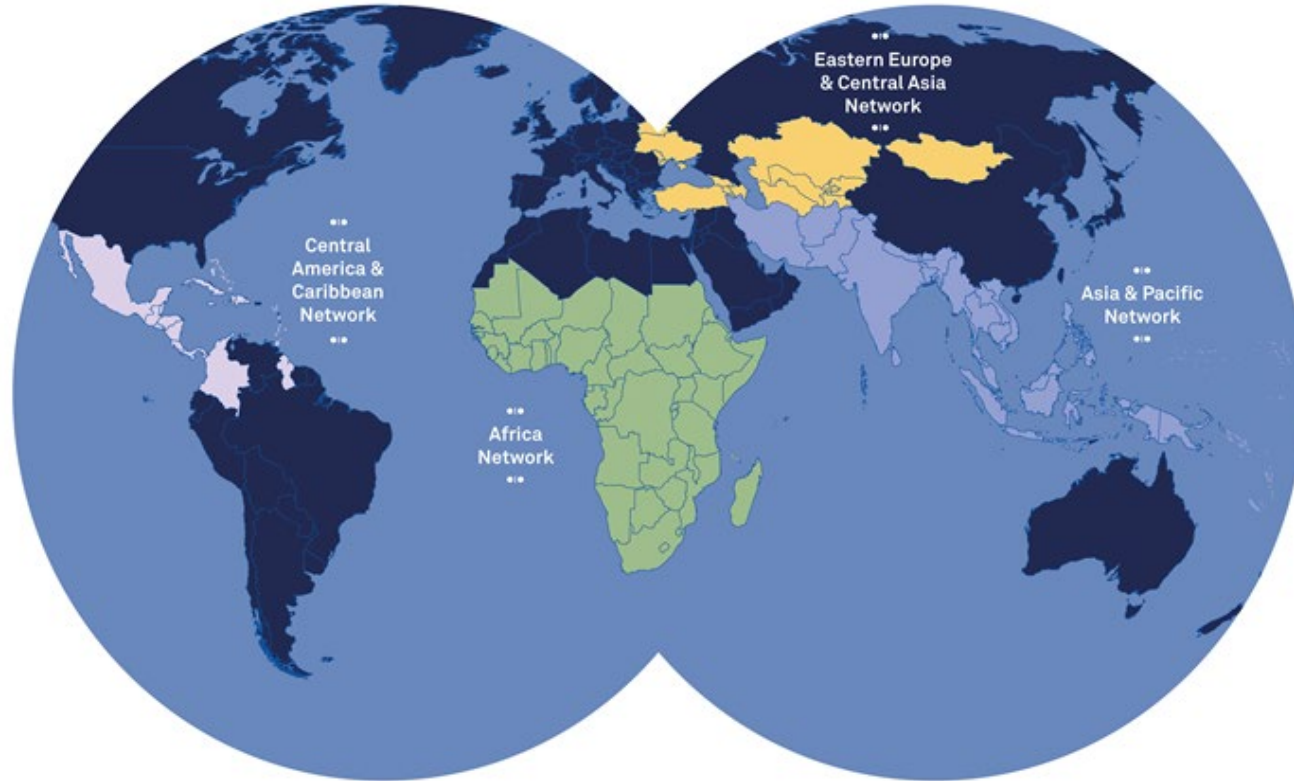 Eastern Europe
& Central Asia
Network
Central
America &
Caribbean
Network
Asia & Pacific
Network
Africa
Network